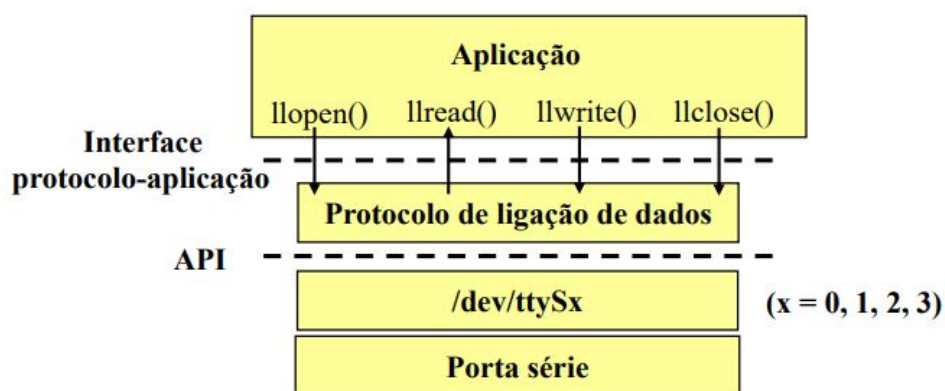 Aplicação
llopen() llread() llwrite() llclose()
Interface
protocolo-aplicação
Protocolo de ligação de dados
API
/dev/ttySx (x = 0, 1, 2, 3)
Porta série